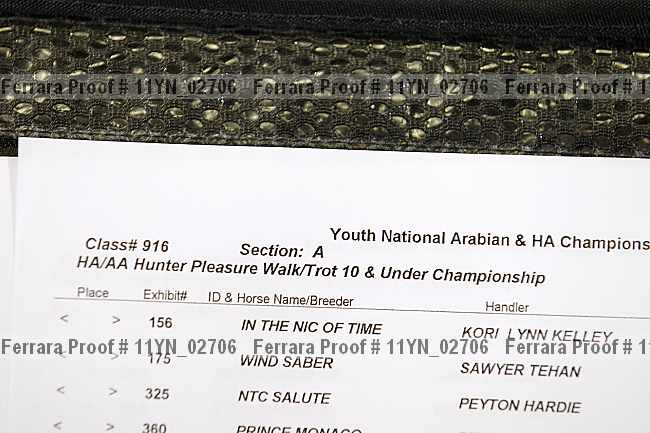 Ferrara Proof # 11YN_02706 Ferrara Proof # 11YN_02706 Ferrara Proof # 1
Youth National Arabian & HA Champions
Class# 916 Section: A
HA/AA Hunter Pleasure Walk/Trot 10 & Under Championship
Place Exhibit# ID & Horse Name/Breeder Handler
< > 156 IN THE NIC OF TIME KORI LYNN KELLEY
Ferrara Proof # 11YN_02706 Ferrara Proof # 11YN_02706 Ferrara Proof # 1
< > 175 WIND SABER SAWYER TEHAN
< > 325 NTC SALUTE PEYTON HARDIE
< > 360 PRINCE MONACO